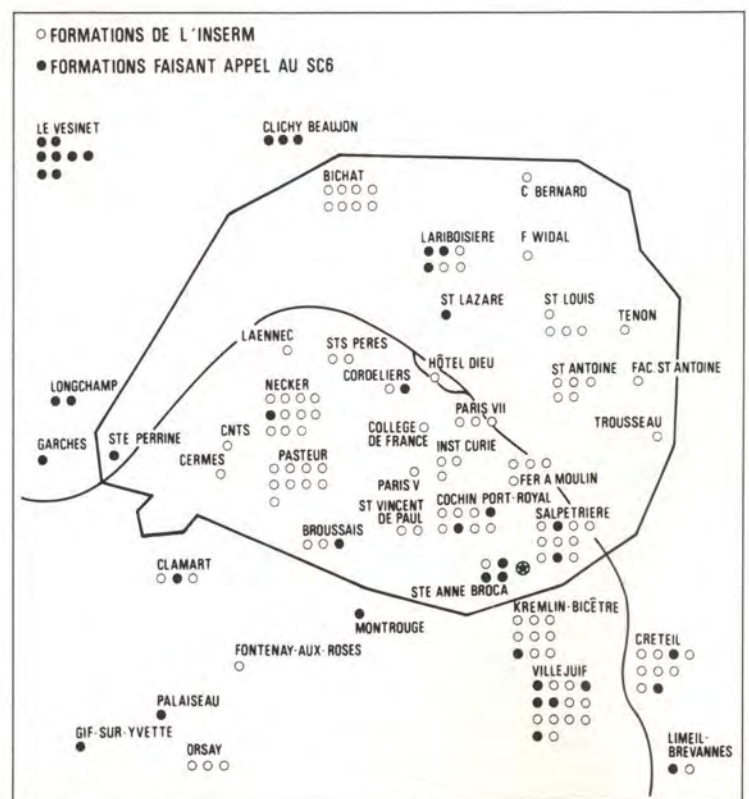 FORMATIONS DE L'INSERM
FORMATIONS FAISANT APPEL AU SC6
LE VESINET
CLICHY BEAUJON
BICHAT
C BERNARD
LARIBOISIERE
F WIDAL
ST LAZARE
ST LOUIS
TENON
LAENNEC
STS PERES
HÔTEL DIEU
CORDELIERS
NECKER
ST ANTOINE
FAC. ST ANTOINE
LONGCHAMP
PARIS VII
COLLEGE
DE FRANCE
TROUSSEAU
GARCHES
STE PERRINE
CNTS
INST CURIE
CERMES
PASTEUR
PARIS V
FER A MOULIN
ST VINCENT
DE PAUL
COCHIN PORT-ROYAL
SALPETRIERE
BROUSSAIS
CLAMART
STE ANNE BROCA
KREMLIN-BICÊTRE
MONTROUGE
CRETEIL
FONTENAY-AUX-ROSES
VILLEJUIF
PALAISEAU
GIF-SUR-YVETTE
ORSAY
LIMEIL-
BREVANNES